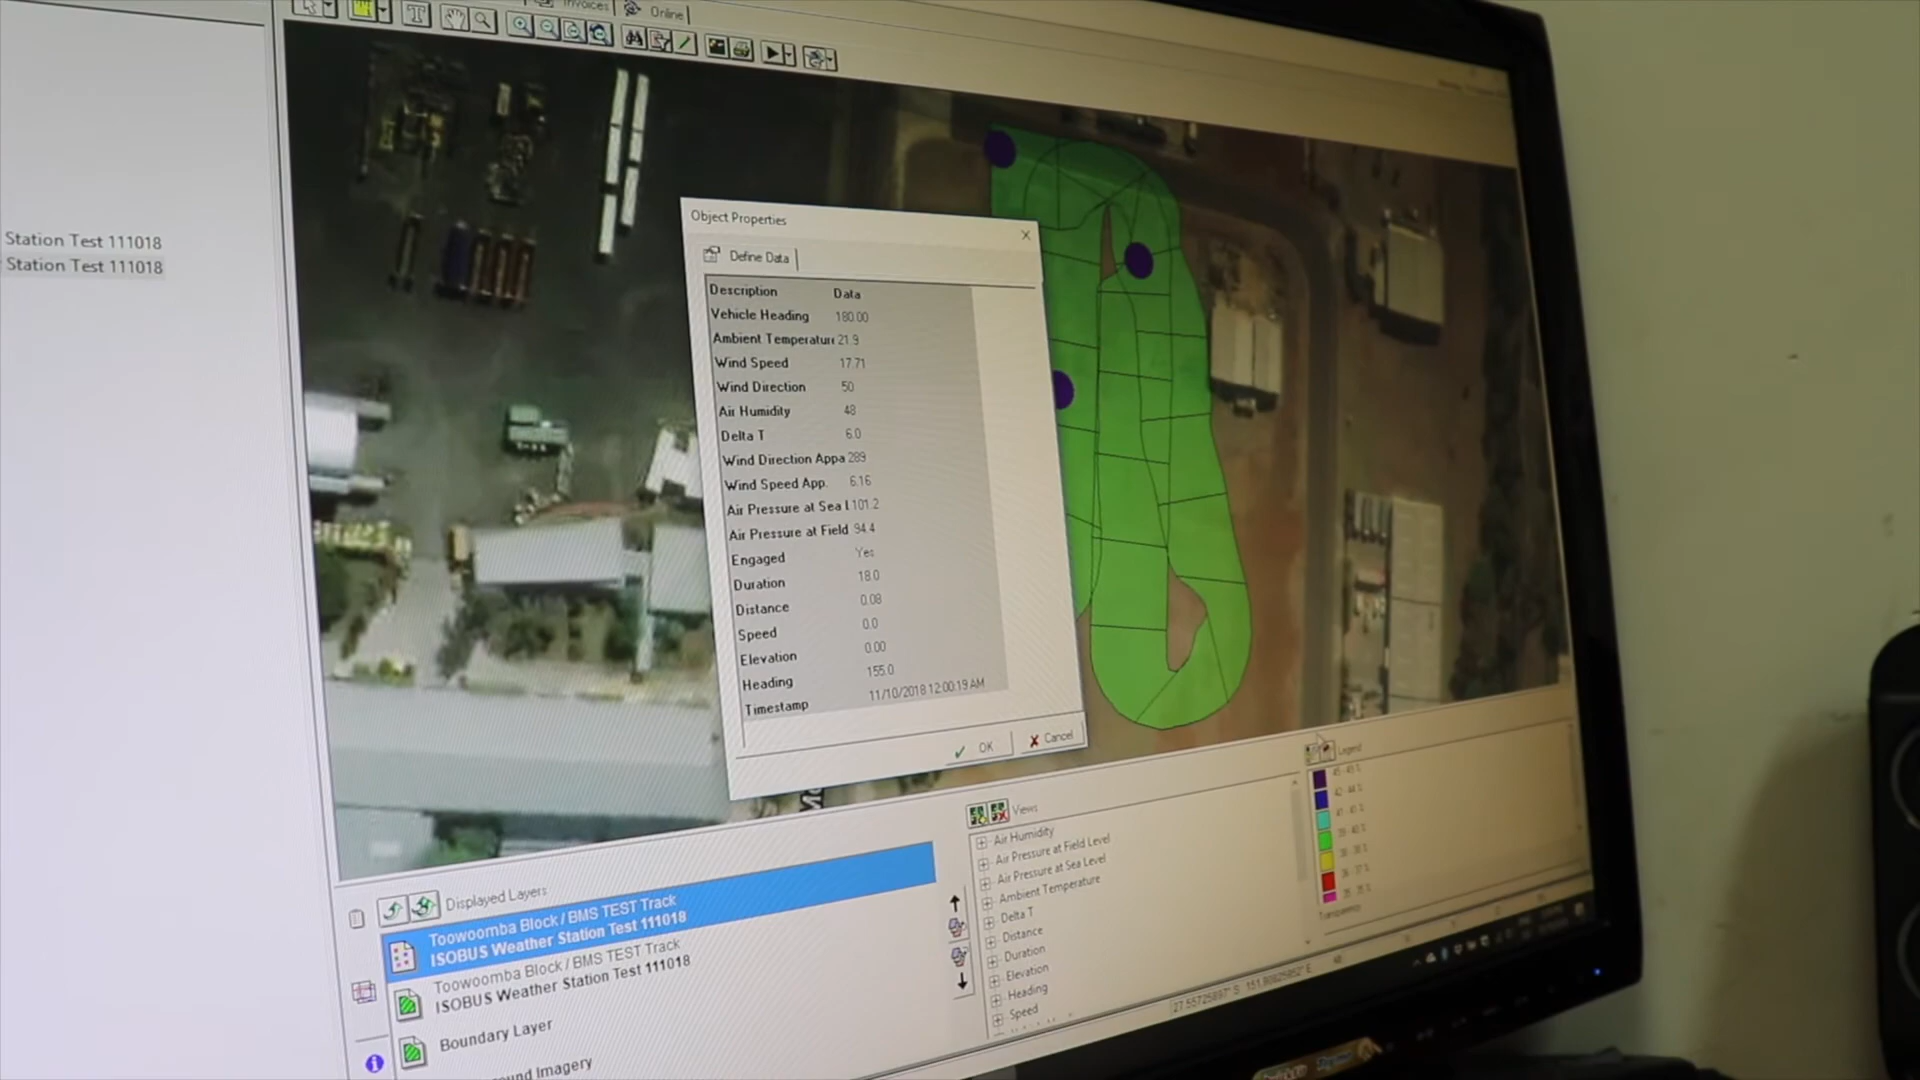 Invoices
Online
Station Test 111018
Station Test 111018
Object Properties
Define Data
Description Data
Vehicle Heading 180.00
Ambient Temperature 21.9
Wind Speed 17.71
Wind Direction 50
Air Humidity 48
Delta T 6.0
Wind Direction Appa 289
Wind Speed App. 6.16
Air Pressure at Sea L 101.2
Air Pressure at Field 94.4
Engaged Yes
Duration 18.0
Distance 0.08
Speed 0.0
Elevation 0.00
Heading 155.0
Timestamp 11/10/2018 12:00:19 AM
OK
Cancel
Displayed Layers
Toowoomba Block / BMS TEST Track
ISOBUS Weather Station Test 111018
Toowoomba Block / BMS TEST Track
ISOBUS Weather Station Test 111018
Boundary Layer
Imagery
Views
Air Humidity
Air Pressure at Field Level
Air Pressure at Sea Level
Ambient Temperature
Delta T
Distance
Duration
Elevation
Heading
Speed
Legend
Transparency